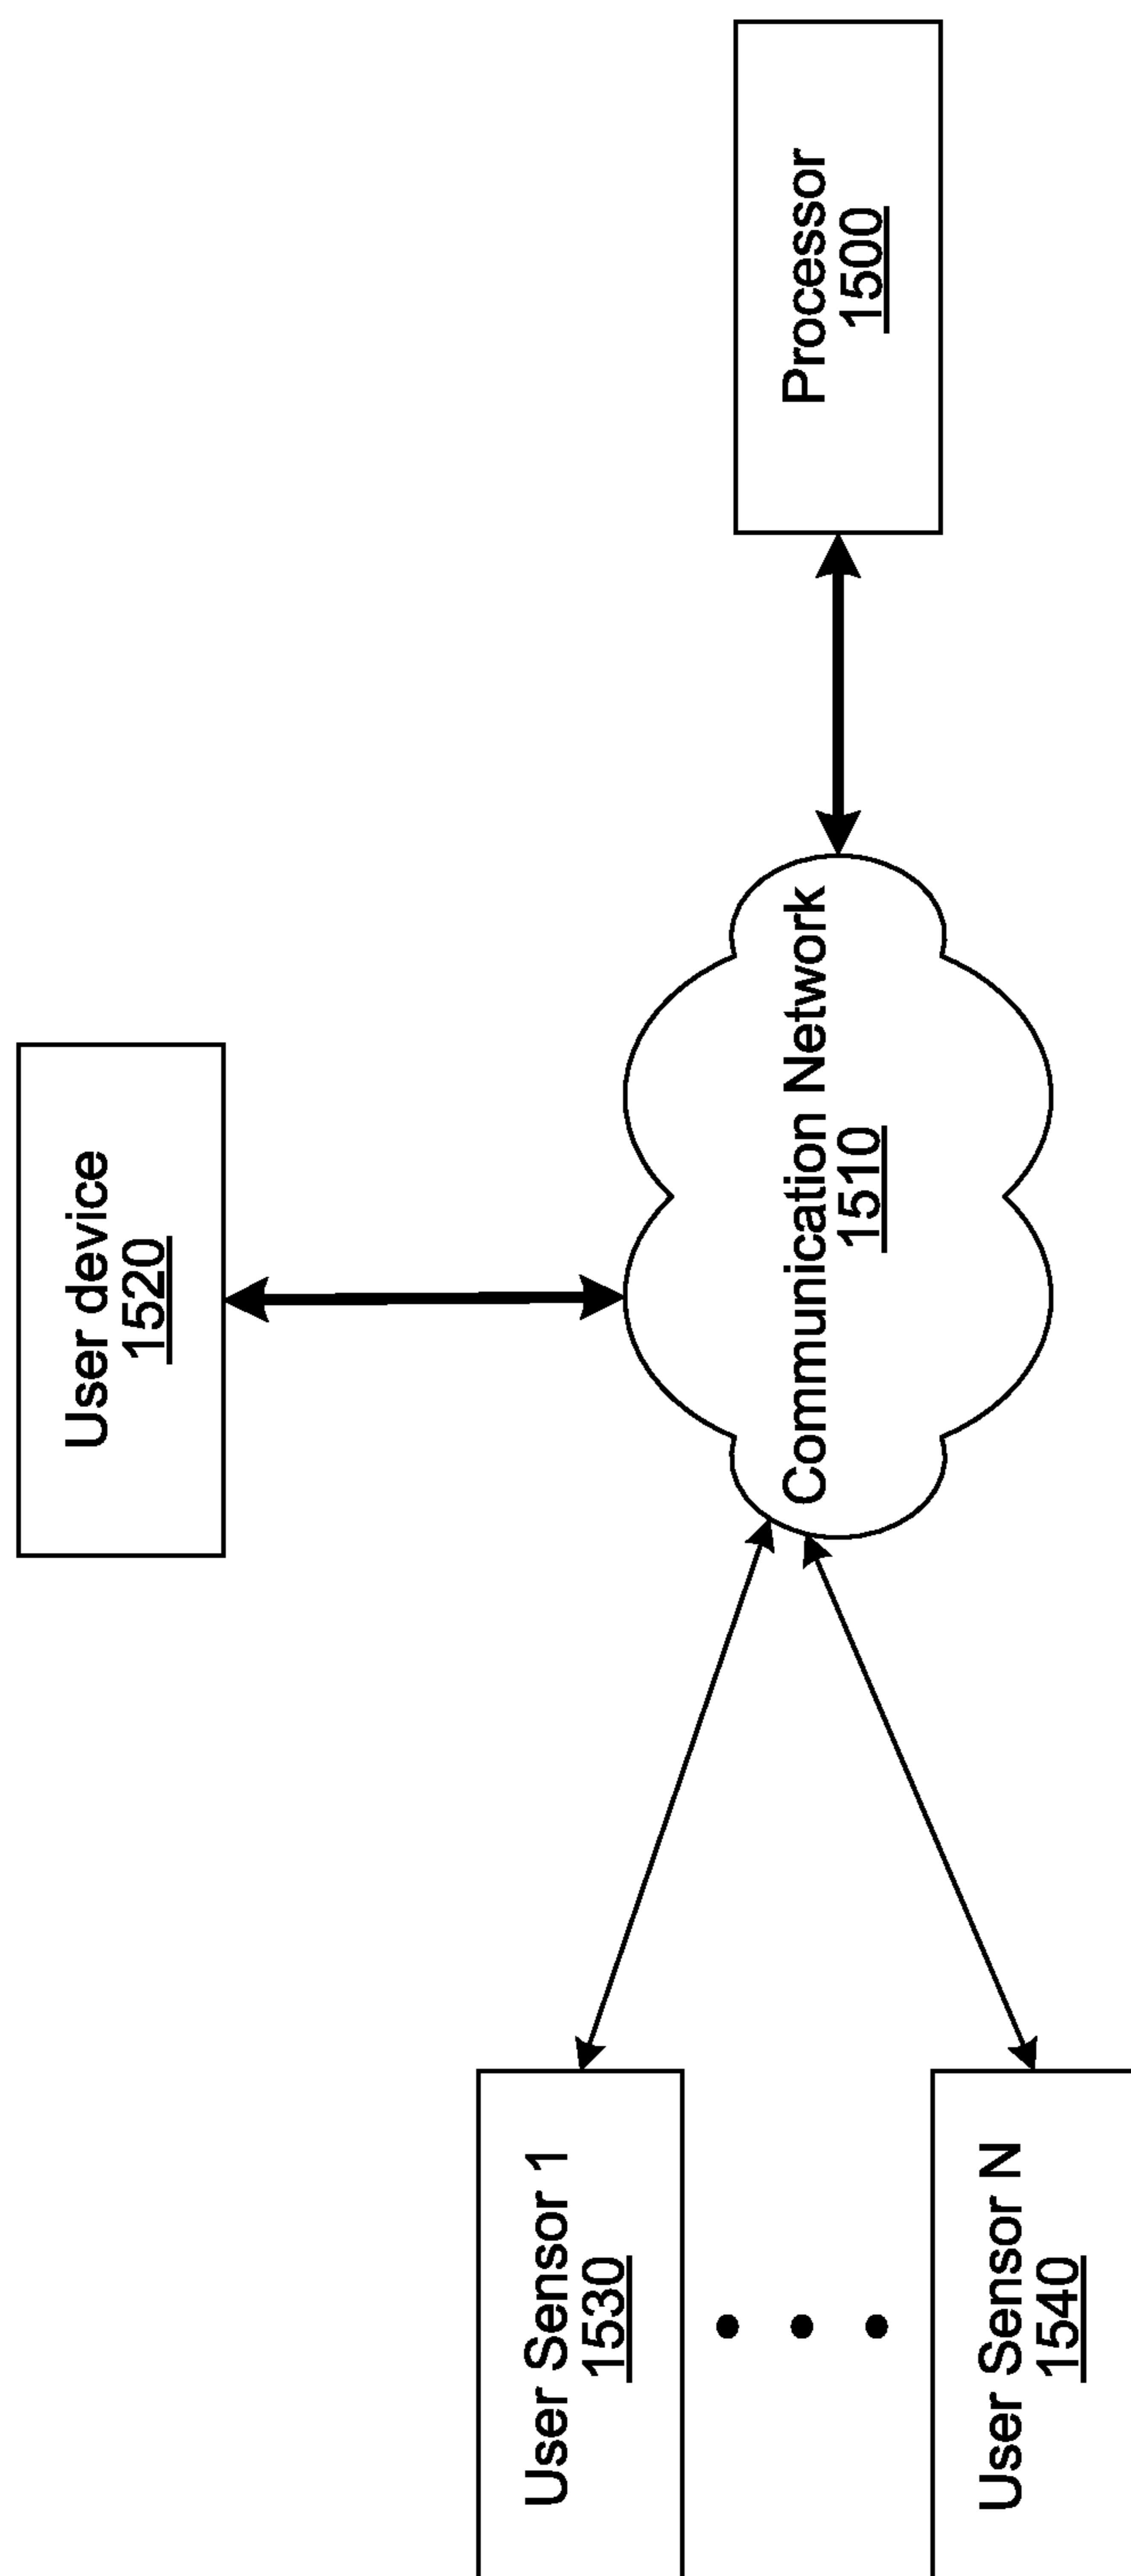 User device
1520
User Sensor 1
1530
Communication Network
1510
Processor
1500
User Sensor N
1540